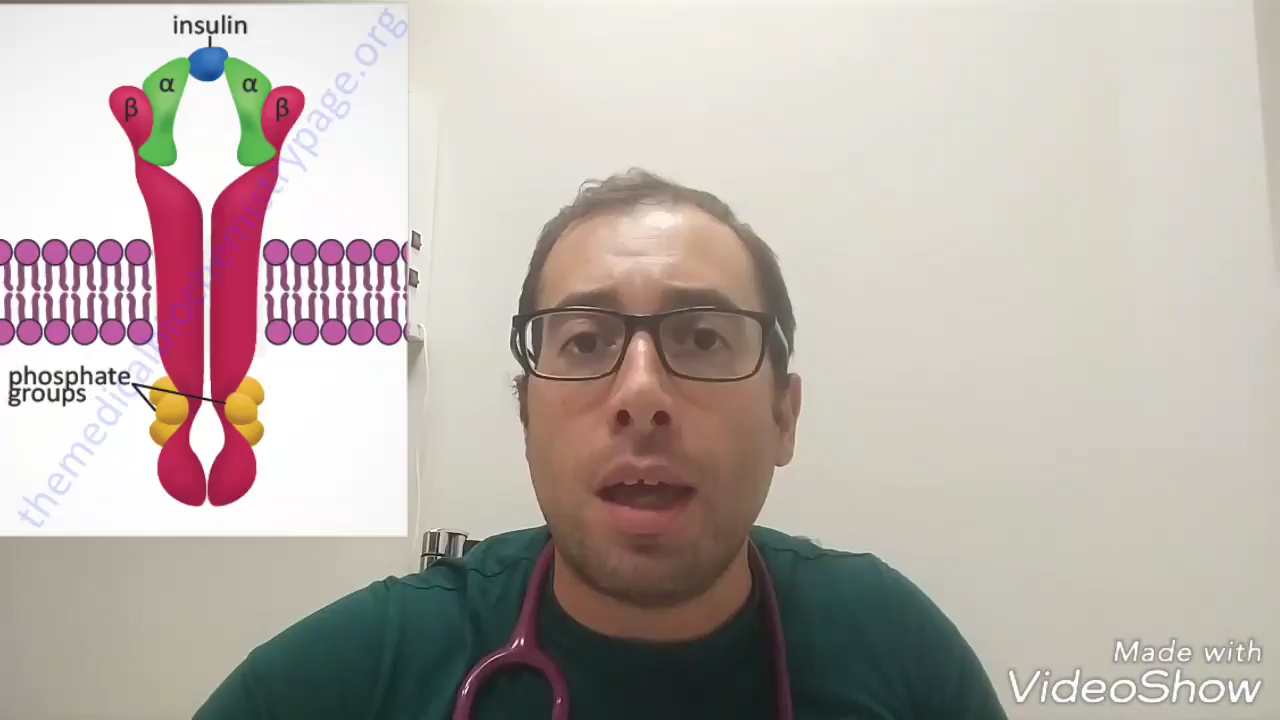 insulin
α
α
β
β
phosphate
groups
themedicalbiochemistrypage.org
Made with
VideoShow